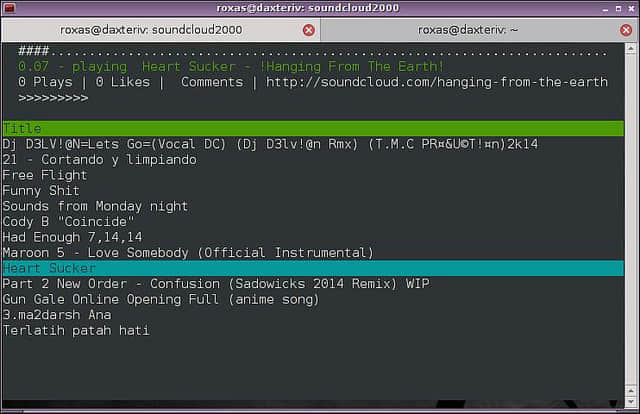 roxas@daxteriv: soundcloud2000
roxas@daxteriv: soundcloud2000
roxas@daxteriv: ~
####......................................................................
0.07 - playing  Heart Sucker - !Hanging From The Earth!
0 Plays | 0 Likes |  Comments | http://soundcloud.com/hanging-from-the-earth
>>>>>>>>>
Title
Dj D3LV!@N=Lets Go=(Vocal DC) (Dj D3lv!@n Rmx) (T.M.C PR¤&U©T!¤n)2k14
21 - Cortando y limpiando
Free Flight
Funny Shit
Sounds from Monday night
Cody B "Coincide"
Had Enough 7,14,14
Maroon 5 - Love Somebody (Official Instrumental)
Heart Sucker
Part 2 New Order - Confusion (Sadowicks 2014 Remix) WIP
Gun Gale Online Opening Full (anime song)
3.ma2darsh Ana
Terlatih patah hati